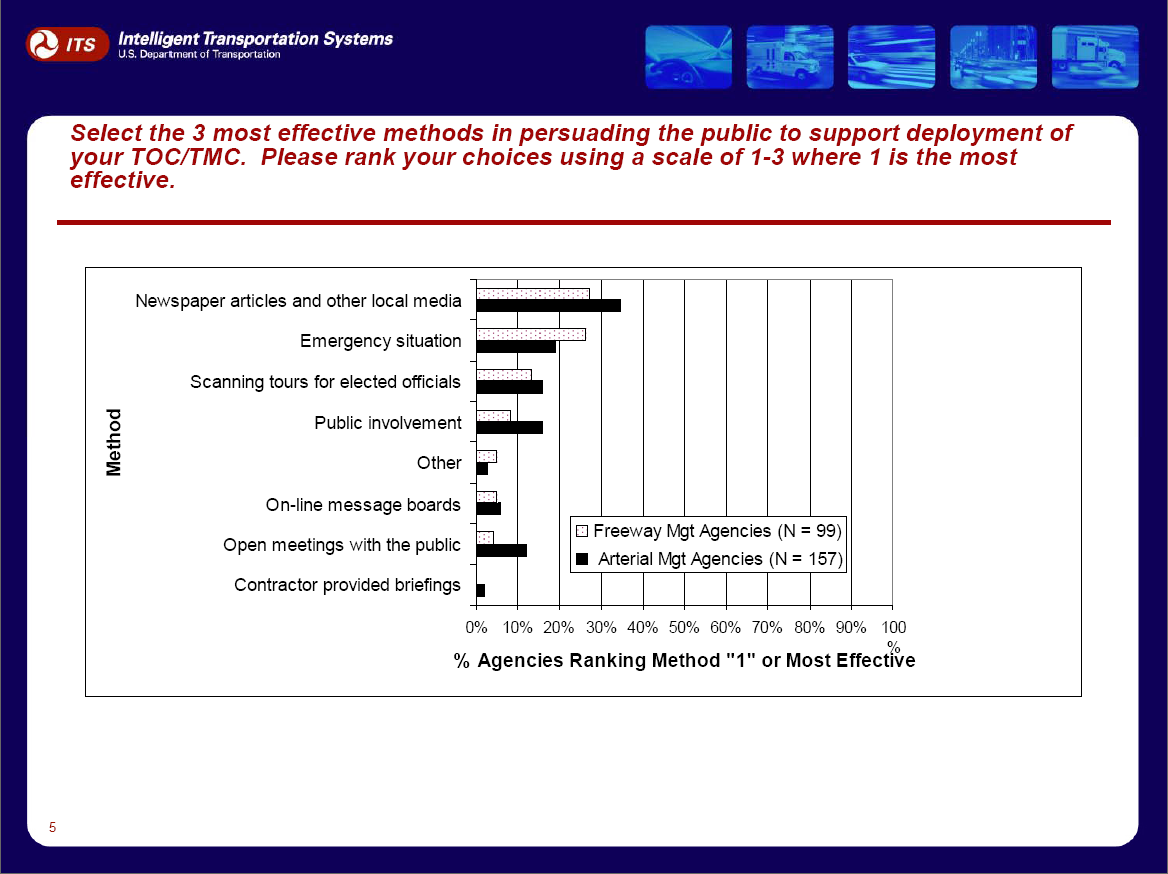 ITS
Intelligent Transportation Systems
U.S. Department of Transportation
Select the 3 most effective methods in persuading the public to support deployment of
your TOC/TMC.  Please rank your choices using a scale of 1-3 where 1 is the most
effective.
Method
Newspaper articles and other local media
Emergency situation
Scanning tours for elected officials
Public involvement
Other
On-line message boards
Open meetings with the public
Contractor provided briefings
Freeway Mgt Agencies (N = 99)
Arterial Mgt Agencies (N = 157)
0% 10% 20% 30% 40% 50% 60% 70% 80% 90% 100
%
% Agencies Ranking Method "1" or Most Effective
5